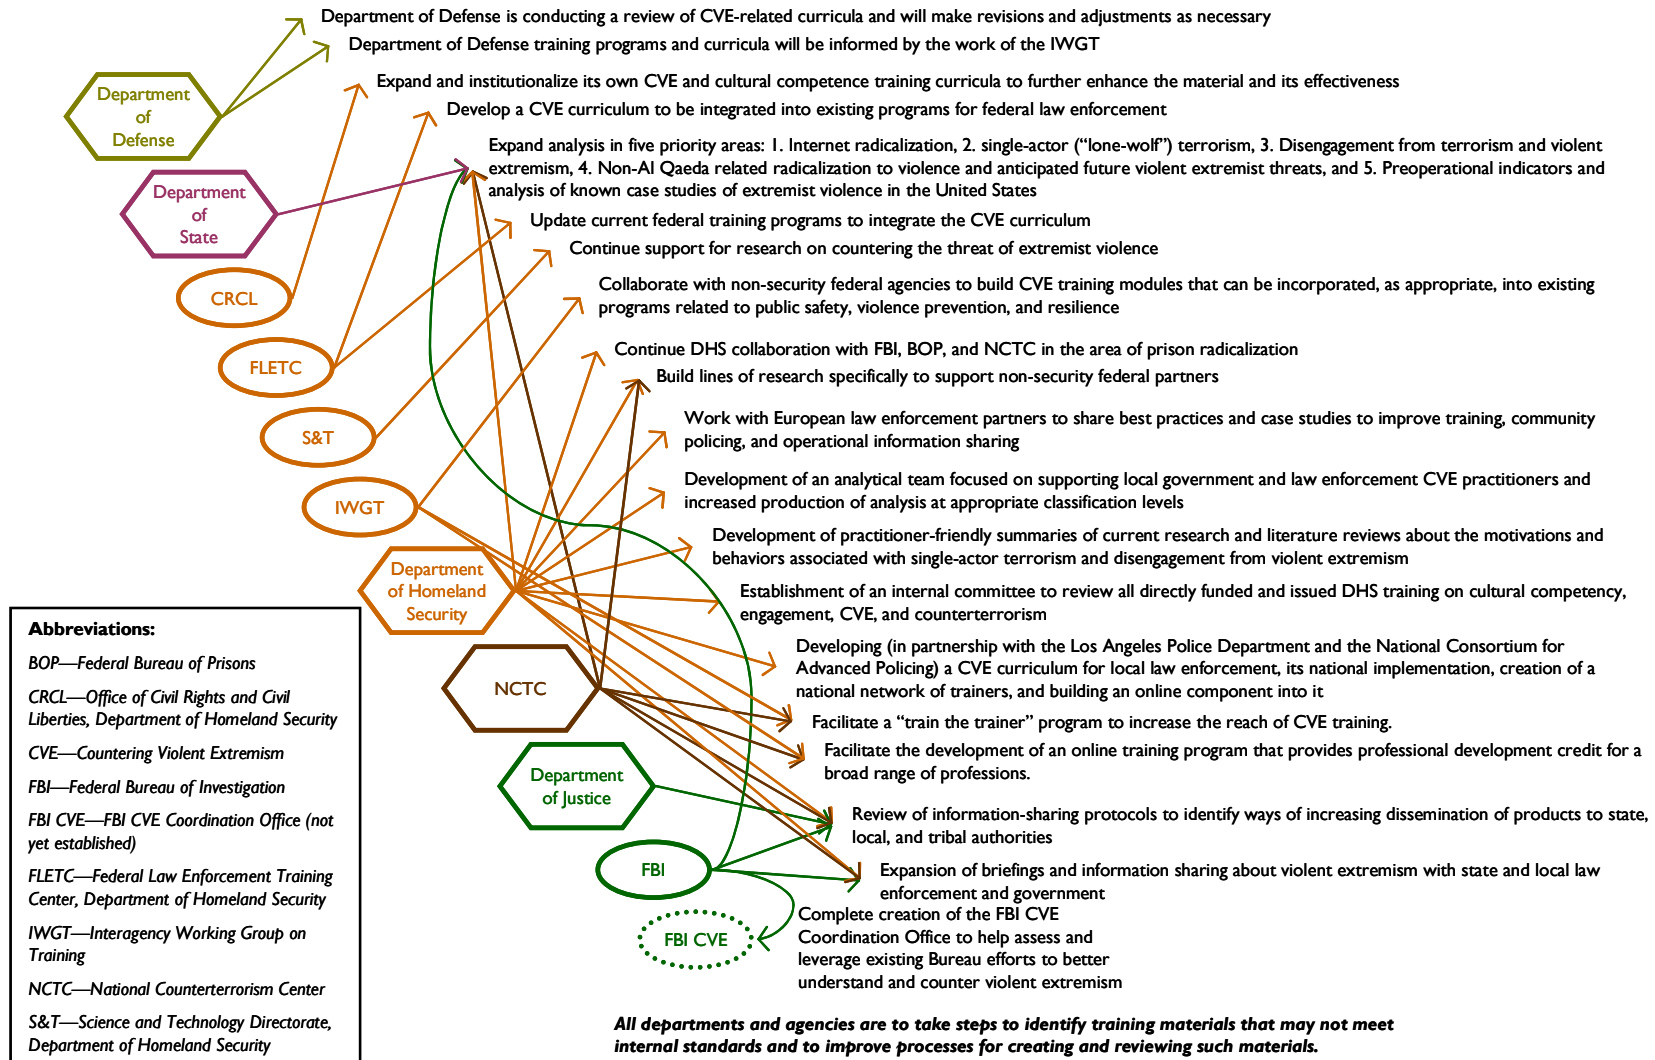 Department of Defense is conducting a review of CVE-related curricula and will make revisions and adjustments as necessary
Department of Defense training programs and curricula will be informed by the work of the IWGT
Department
of
Defense
Expand and institutionalize its own CVE and cultural competence training curricula to further enhance the material and its effectiveness
Develop a CVE curriculum to be integrated into existing programs for federal law enforcement
Expand analysis in five priority areas: 1. Internet radicalization, 2. single-actor (“lone-wolf”) terrorism, 3. Disengagement from terrorism and violent
extremism, 4. Non-Al Qaeda related radicalization to violence and anticipated future violent extremist threats, and 5. Preoperational indicators and
analysis of known case studies of extremist violence in the United States
Department
of
State
Update current federal training programs to integrate the CVE curriculum
Continue support for research on countering the threat of extremist violence
CRCL
Collaborate with non-security federal agencies to build CVE training modules that can be incorporated, as appropriate, into existing
programs related to public safety, violence prevention, and resilience
FLETC
Continue DHS collaboration with FBI, BOP, and NCTC in the area of prison radicalization
Build lines of research specifically to support non-security federal partners
S&T
Work with European law enforcement partners to share best practices and case studies to improve training, community
policing, and operational information sharing
IWGT
Development of an analytical team focused on supporting local government and law enforcement CVE practitioners and
increased production of analysis at appropriate classification levels
Development of practitioner-friendly summaries of current research and literature reviews about the motivations and
behaviors associated with single-actor terrorism and disengagement from violent extremism
Department
of Homeland
Security
Establishment of an internal committee to review all directly funded and issued DHS training on cultural competency,
engagement, CVE, and counterterrorism
Developing (in partnership with the Los Angeles Police Department and the National Consortium for
Advanced Policing) a CVE curriculum for local law enforcement, its national implementation, creation of a
national network of trainers, and building an online component into it
NCTC
Facilitate a “train the trainer” program to increase the reach of CVE training.
Facilitate the development of an online training program that provides professional development credit for a
broad range of professions.
Department
of Justice
Review of information-sharing protocols to identify ways of increasing dissemination of products to state,
local, and tribal authorities
FBI
Expansion of briefings and information sharing about violent extremism with state and local law
enforcement and government
FBI CVE
Complete creation of the FBI CVE
Coordination Office to help assess and
leverage existing Bureau efforts to better
understand and counter violent extremism
Abbreviations:
BOP—Federal Bureau of Prisons
CRCL—Office of Civil Rights and Civil
Liberties, Department of Homeland Security
CVE—Countering Violent Extremism
FBI—Federal Bureau of Investigation
FBI CVE—FBI CVE Coordination Office (not
yet established)
FLETC—Federal Law Enforcement Training
Center, Department of Homeland Security
IWGT—Interagency Working Group on
Training
NCTC—National Counterterrorism Center
S&T—Science and Technology Directorate,
Department of Homeland Security
All departments and agencies are to take steps to identify training materials that may not meet
internal standards and to improve processes for creating and reviewing such materials.